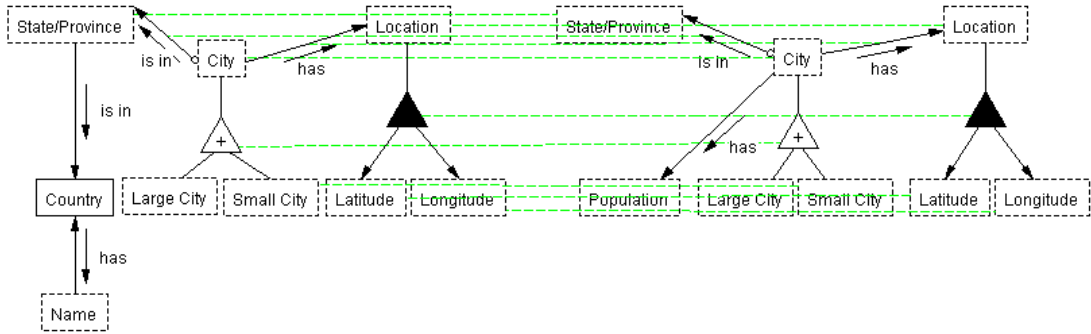 State/Province
Location
State/Province
Location
is in
City
has
is in
City
has
is in
+
+
has
Country
Large City
Small City
Latitude
Longitude
Population
Large City
Small City
Latitude
Longitude
has
Name